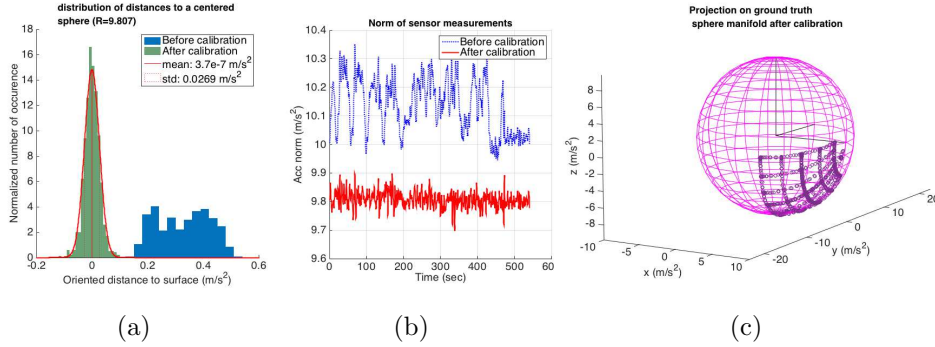 distribution of distances to a centered
sphere (R=9.807)
Before calibration
After calibration
mean: 3.7e-7 m/s2
std: 0.0269 m/s2
18
16
14
12
10
8
6
4
2
0
Normalized number of occurence
-0.2
0
0.2
0.4
0.6
Oriented distance to surface (m/s2)
(a)
Norm of sensor measurements
Before calibration
After calibration
10.4
10.3
10.2
10.1
10
9.9
9.8
9.7
9.6
Acc norm (m/s2)
0
100
200
300
400
500
60
Time (sec)
(b)
Projection on ground truth
sphere manifold after calibration
8
6
4
2
0
-2
-4
-6
-8
z (m/s2)
-10
-5
0
5
10
x (m/s2)
-20
-10
0
10
20
y (m/s2)
(c)